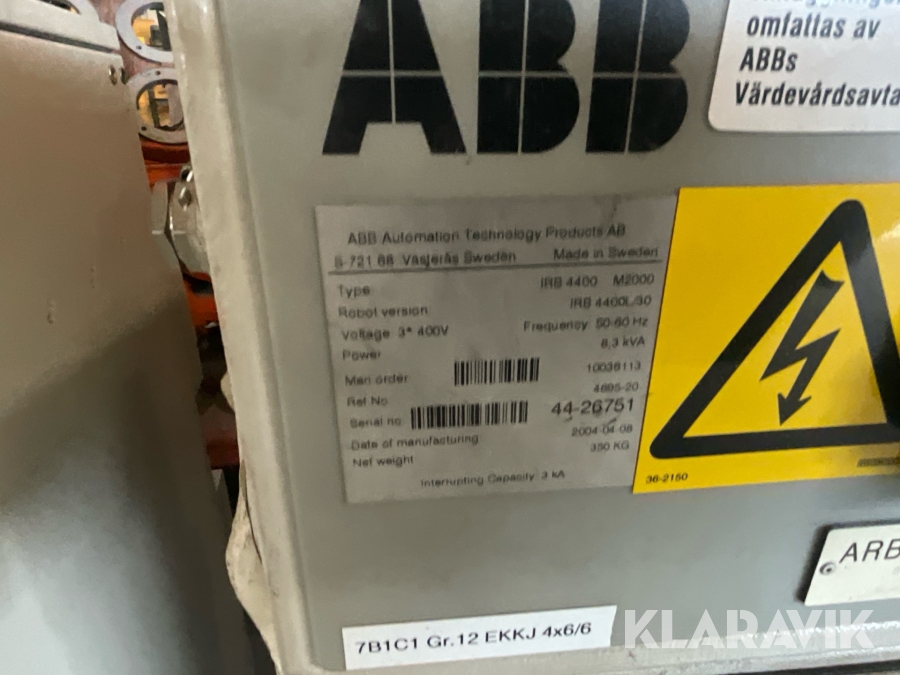 ABB
omfattas av
ABBs
Värdevårdsavta
ABB Automation Technology Products AB
S-721 68 Västerås Sweden Made in Sweden
Type IRB 4400 M2000
Robot version IRB 4400L/30
Voltage 3* 400V Frequency 50-60 Hz
Power 8,3 kVA
Man order 10036113
Ref No 4695-20
Serial no 44-26751
Date of manufacturing 2004-04-08
Net weight 350 KG
Interrupting Capacity 3 kA
36-2150
ARB
7B1C1 Gr.12 EKKJ 4x6/6
KLARAVIK